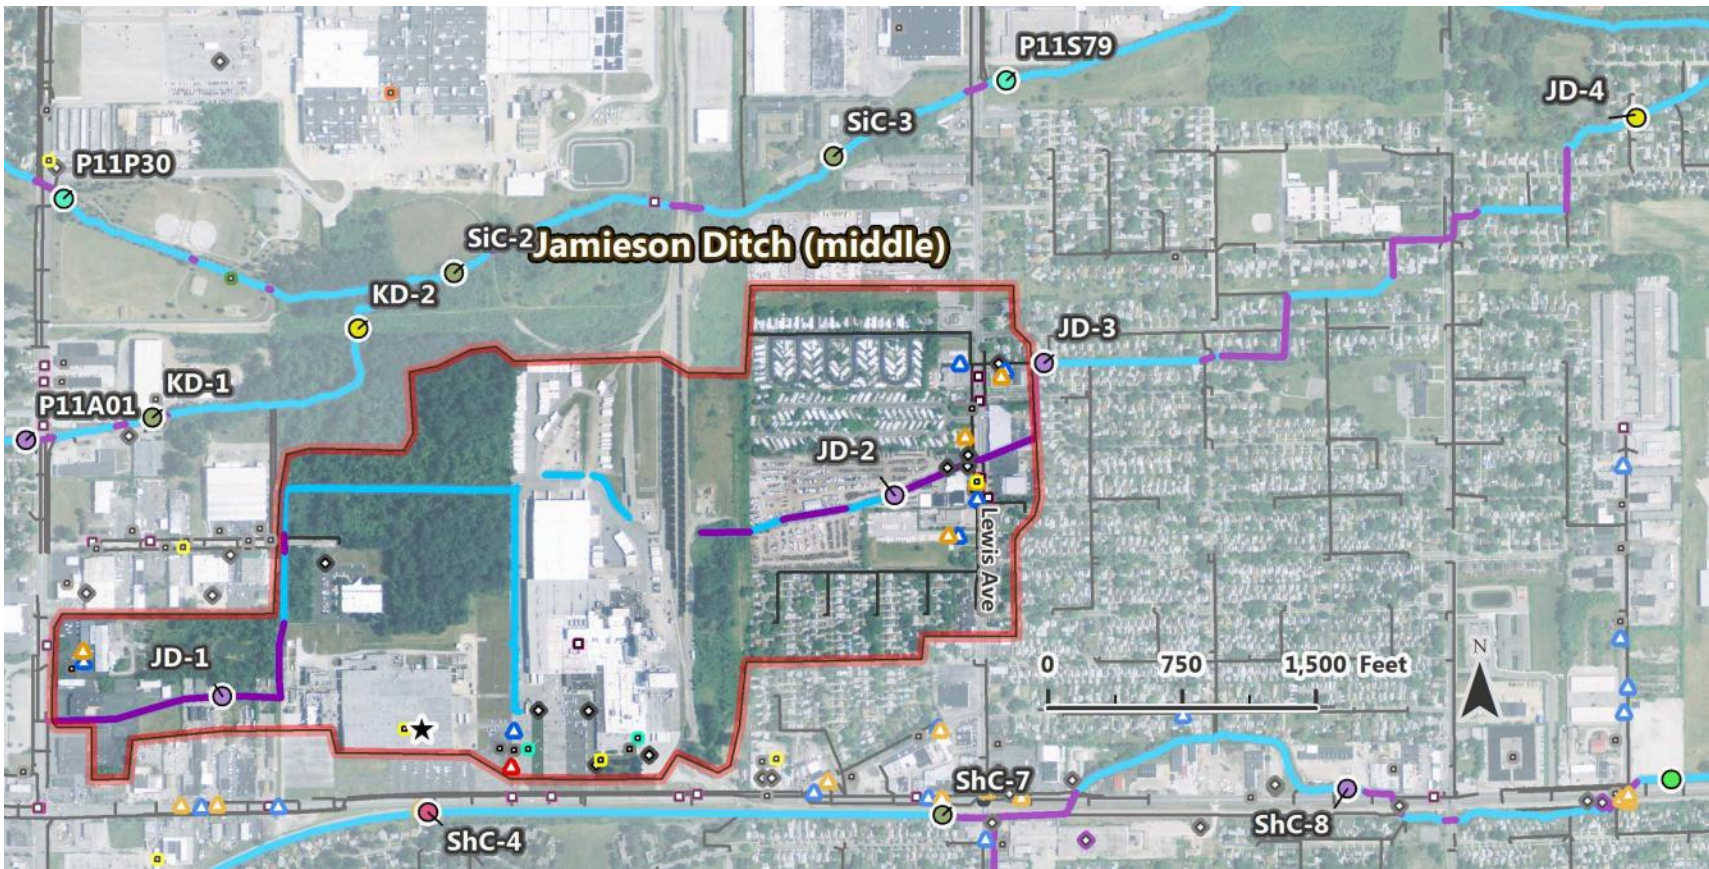 P11S79
JD-4
SiC-3
P11P30
SiC-2
Jamieson Ditch (middle)
KD-2
JD-3
KD-1
P11A01
JD-2
Lewis Ave
JD-1
N
0 750 1,500 Feet
ShC-7
ShC-8
ShC-4